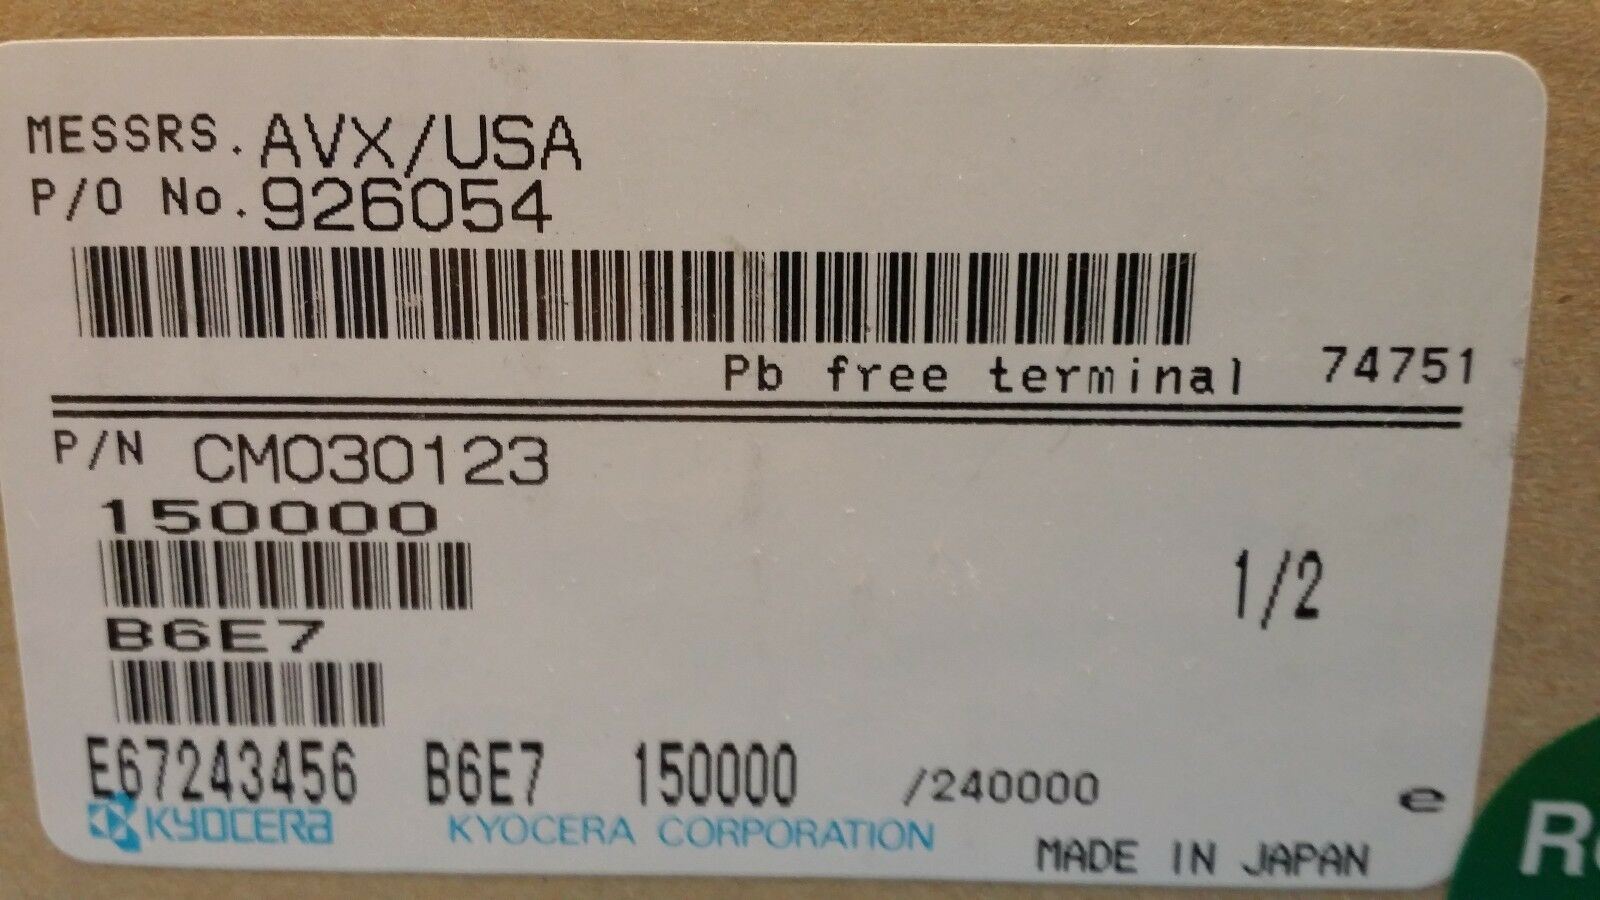 MESSRS. AVX/USA
P/O No. 926054
Pb free terminal 74751
P/N CM030123
150000
1/2
B6E7
E67243456 B6E7 150000 /240000 e
KYOCERA KYOCERA CORPORATION
MADE IN JAPAN